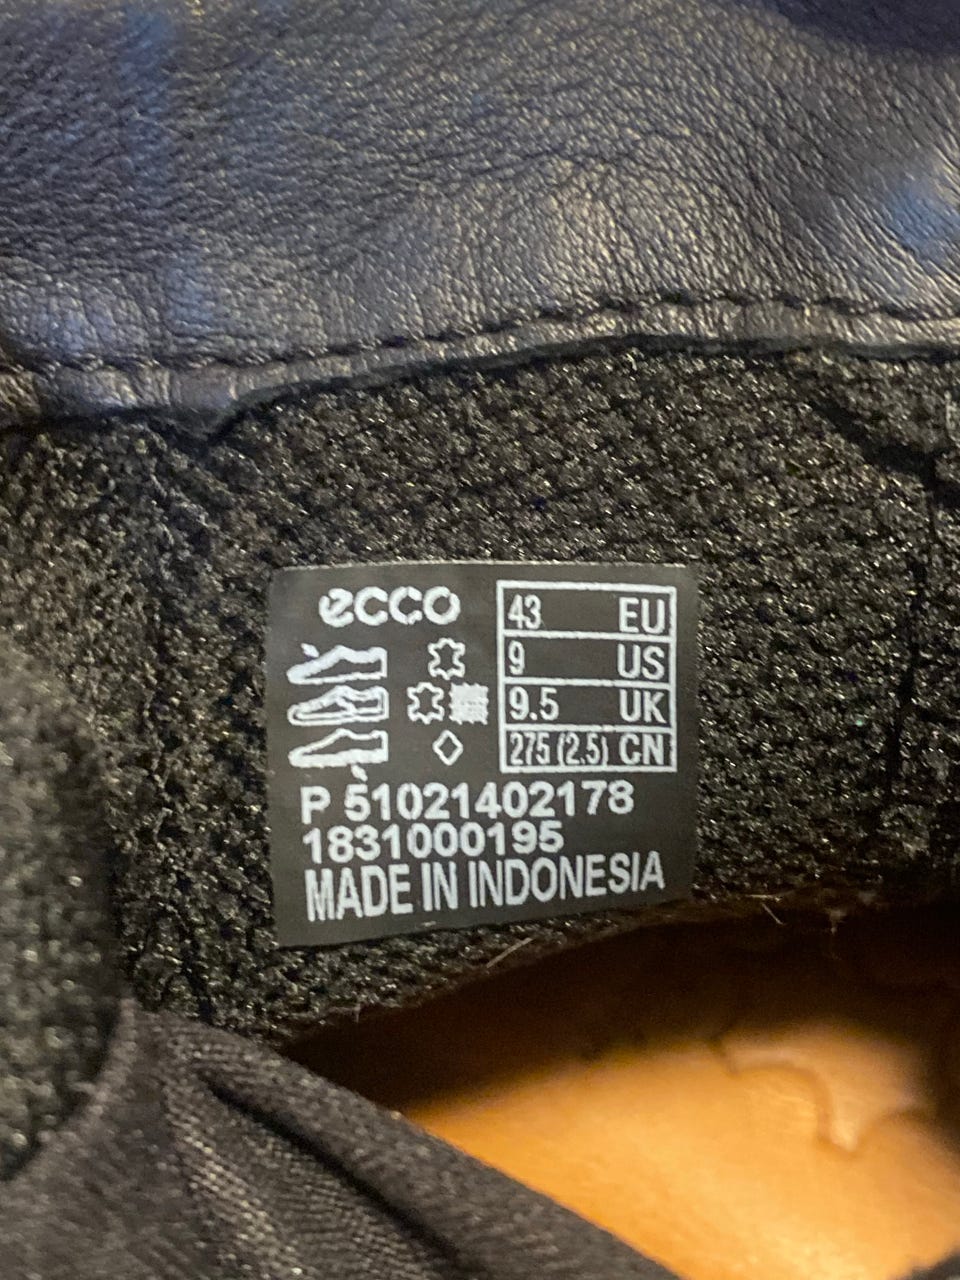 ecco
43 EU
9 US
9.5 UK
275 (2.5) CN
P 51021402178
1831000195
MADE IN INDONESIA